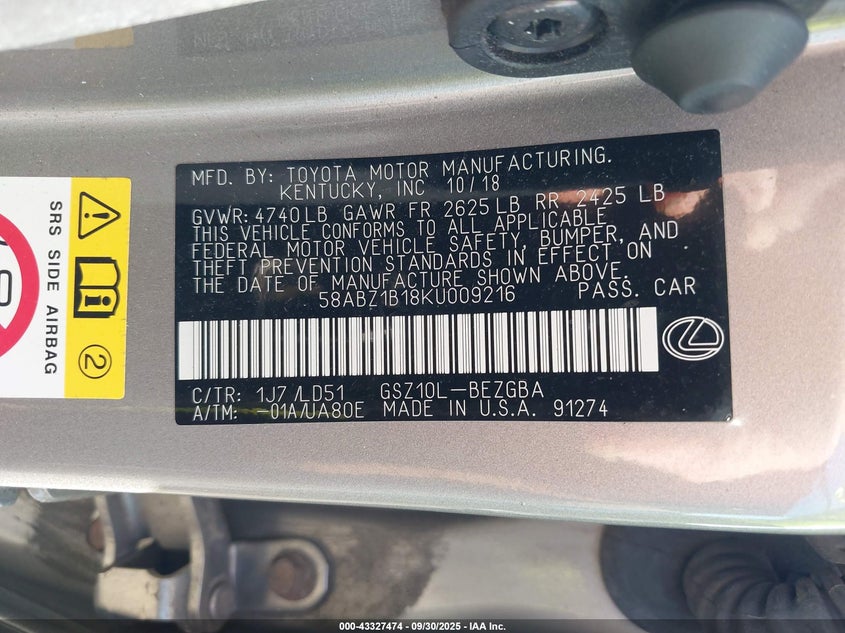 MFD. BY: TOYOTA MOTOR MANUFACTURING.
KENTUCKY, INC 10/18
GVWR: 4740 LB GAWR FR 2625 LB RR 2425 LB
THIS VEHICLE CONFORMS TO ALL APPLICABLE
FEDERAL MOTOR VEHICLE SAFETY, BUMPER, AND
THEFT PREVENTION STANDARDS IN EFFECT ON
THE DATE OF MANUFACTURE SHOWN ABOVE.
58ABZ1B18KU009216 PASS. CAR
C/TR: 1J7 /LD51 GSZ10L-BEZGBA
A/TM: -01A/UA80E MADE IN U.S.A. 91274
SRS SIDE AIRBAG
2
000-43327474 - 09/30/2025 - IAA Inc.